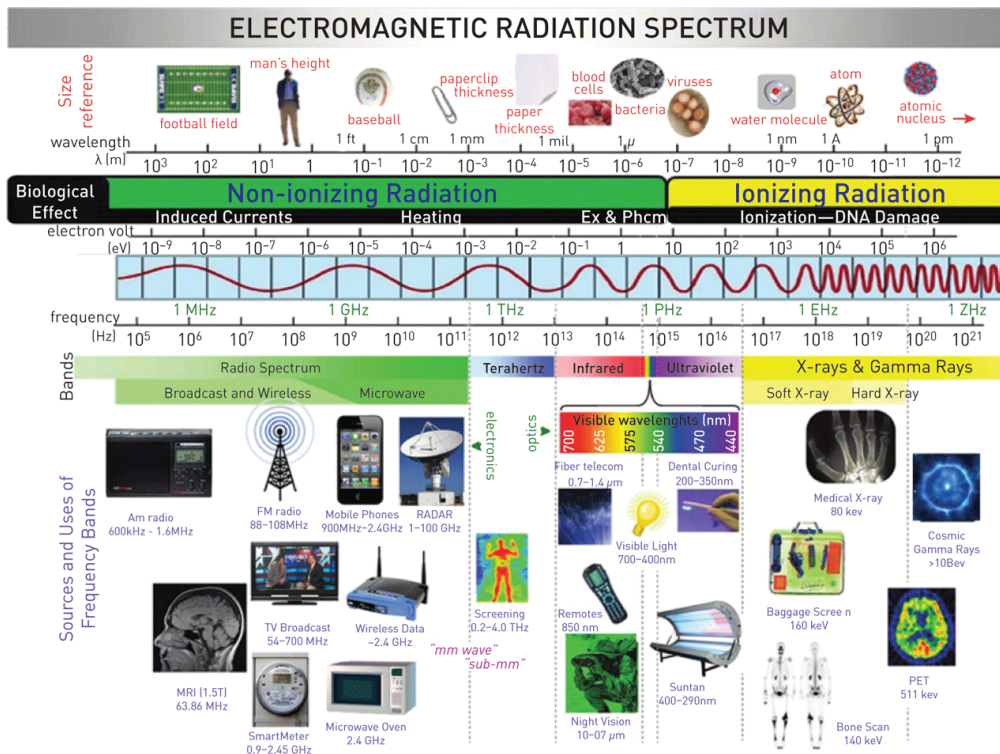 ELECTROMAGNETIC RADIATION SPECTRUM
Size reference
football field
man's height
baseball
paperclip thickness
paper thickness
blood cells
bacteria
viruses
water molecule
atom
atomic nucleus →
wavelength λ (m)
1 ft 1 cm 1 mm 1 mil 1 µ 1 nm 1 A 1 pm
10³ 10² 10¹ 1 10⁻¹ 10⁻² 10⁻³ 10⁻⁴ 10⁻⁵ 10⁻⁶ 10⁻⁷ 10⁻⁸ 10⁻⁹ 10⁻¹⁰ 10⁻¹¹ 10⁻¹²
Biological Effect
Non-ionizing Radiation
Ionizing Radiation
Induced Currents Heating Ex & Phcm Ionization—DNA Damage
electron volt (eV)
10⁻⁹ 10⁻⁸ 10⁻⁷ 10⁻⁶ 10⁻⁵ 10⁻⁴ 10⁻³ 10⁻² 10⁻¹ 1 10 10² 10³ 10⁴ 10⁵ 10⁶
1 MHz 1 GHz 1 THz 1 PHz 1 EHz 1 ZHz
frequency (Hz)
10⁵ 10⁶ 10⁷ 10⁸ 10⁹ 10¹⁰ 10¹¹ 10¹² 10¹³ 10¹⁴ 10¹⁵ 10¹⁶ 10¹⁷ 10¹⁸ 10¹⁹ 10²⁰ 10²¹
Bands
Radio Spectrum
Terahertz
Infrared
Ultraviolet
X-rays & Gamma Rays
Broadcast and Wireless
Microwave
Soft X-ray
Hard X-ray
electronics
optics
Visible wavelenghts (nm)
700 625 575 540 470 440
Sources and Uses of Frequency Bands
Am radio
600kHz - 1.6MHz
FM radio
88-108MHz
Mobile Phones
900MHz-2.4GHz
RADAR
1-100 GHz
Fiber telecom
0.7-1.4 µm
Dental Curing
200-350nm
Visible Light
700-400nm
Medical X-ray
80 kev
Cosmic
Gamma Rays
>10Bev
TV Broadcast
54-700 MHz
Wireless Data
~2.4 GHz
Screening
0.2-4.0 THz
"mm wave"
"sub-mm"
Remotes
850 nm
Baggage Scree n
160 keV
MRI (1.5T)
63.86 MHz
SmartMeter
0.9-2.45 GHz
Microwave Oven
2.4 GHz
Night Vision
10-07 µm
Suntan
400-290nm
Bone Scan
140 keV
PET
511 kev